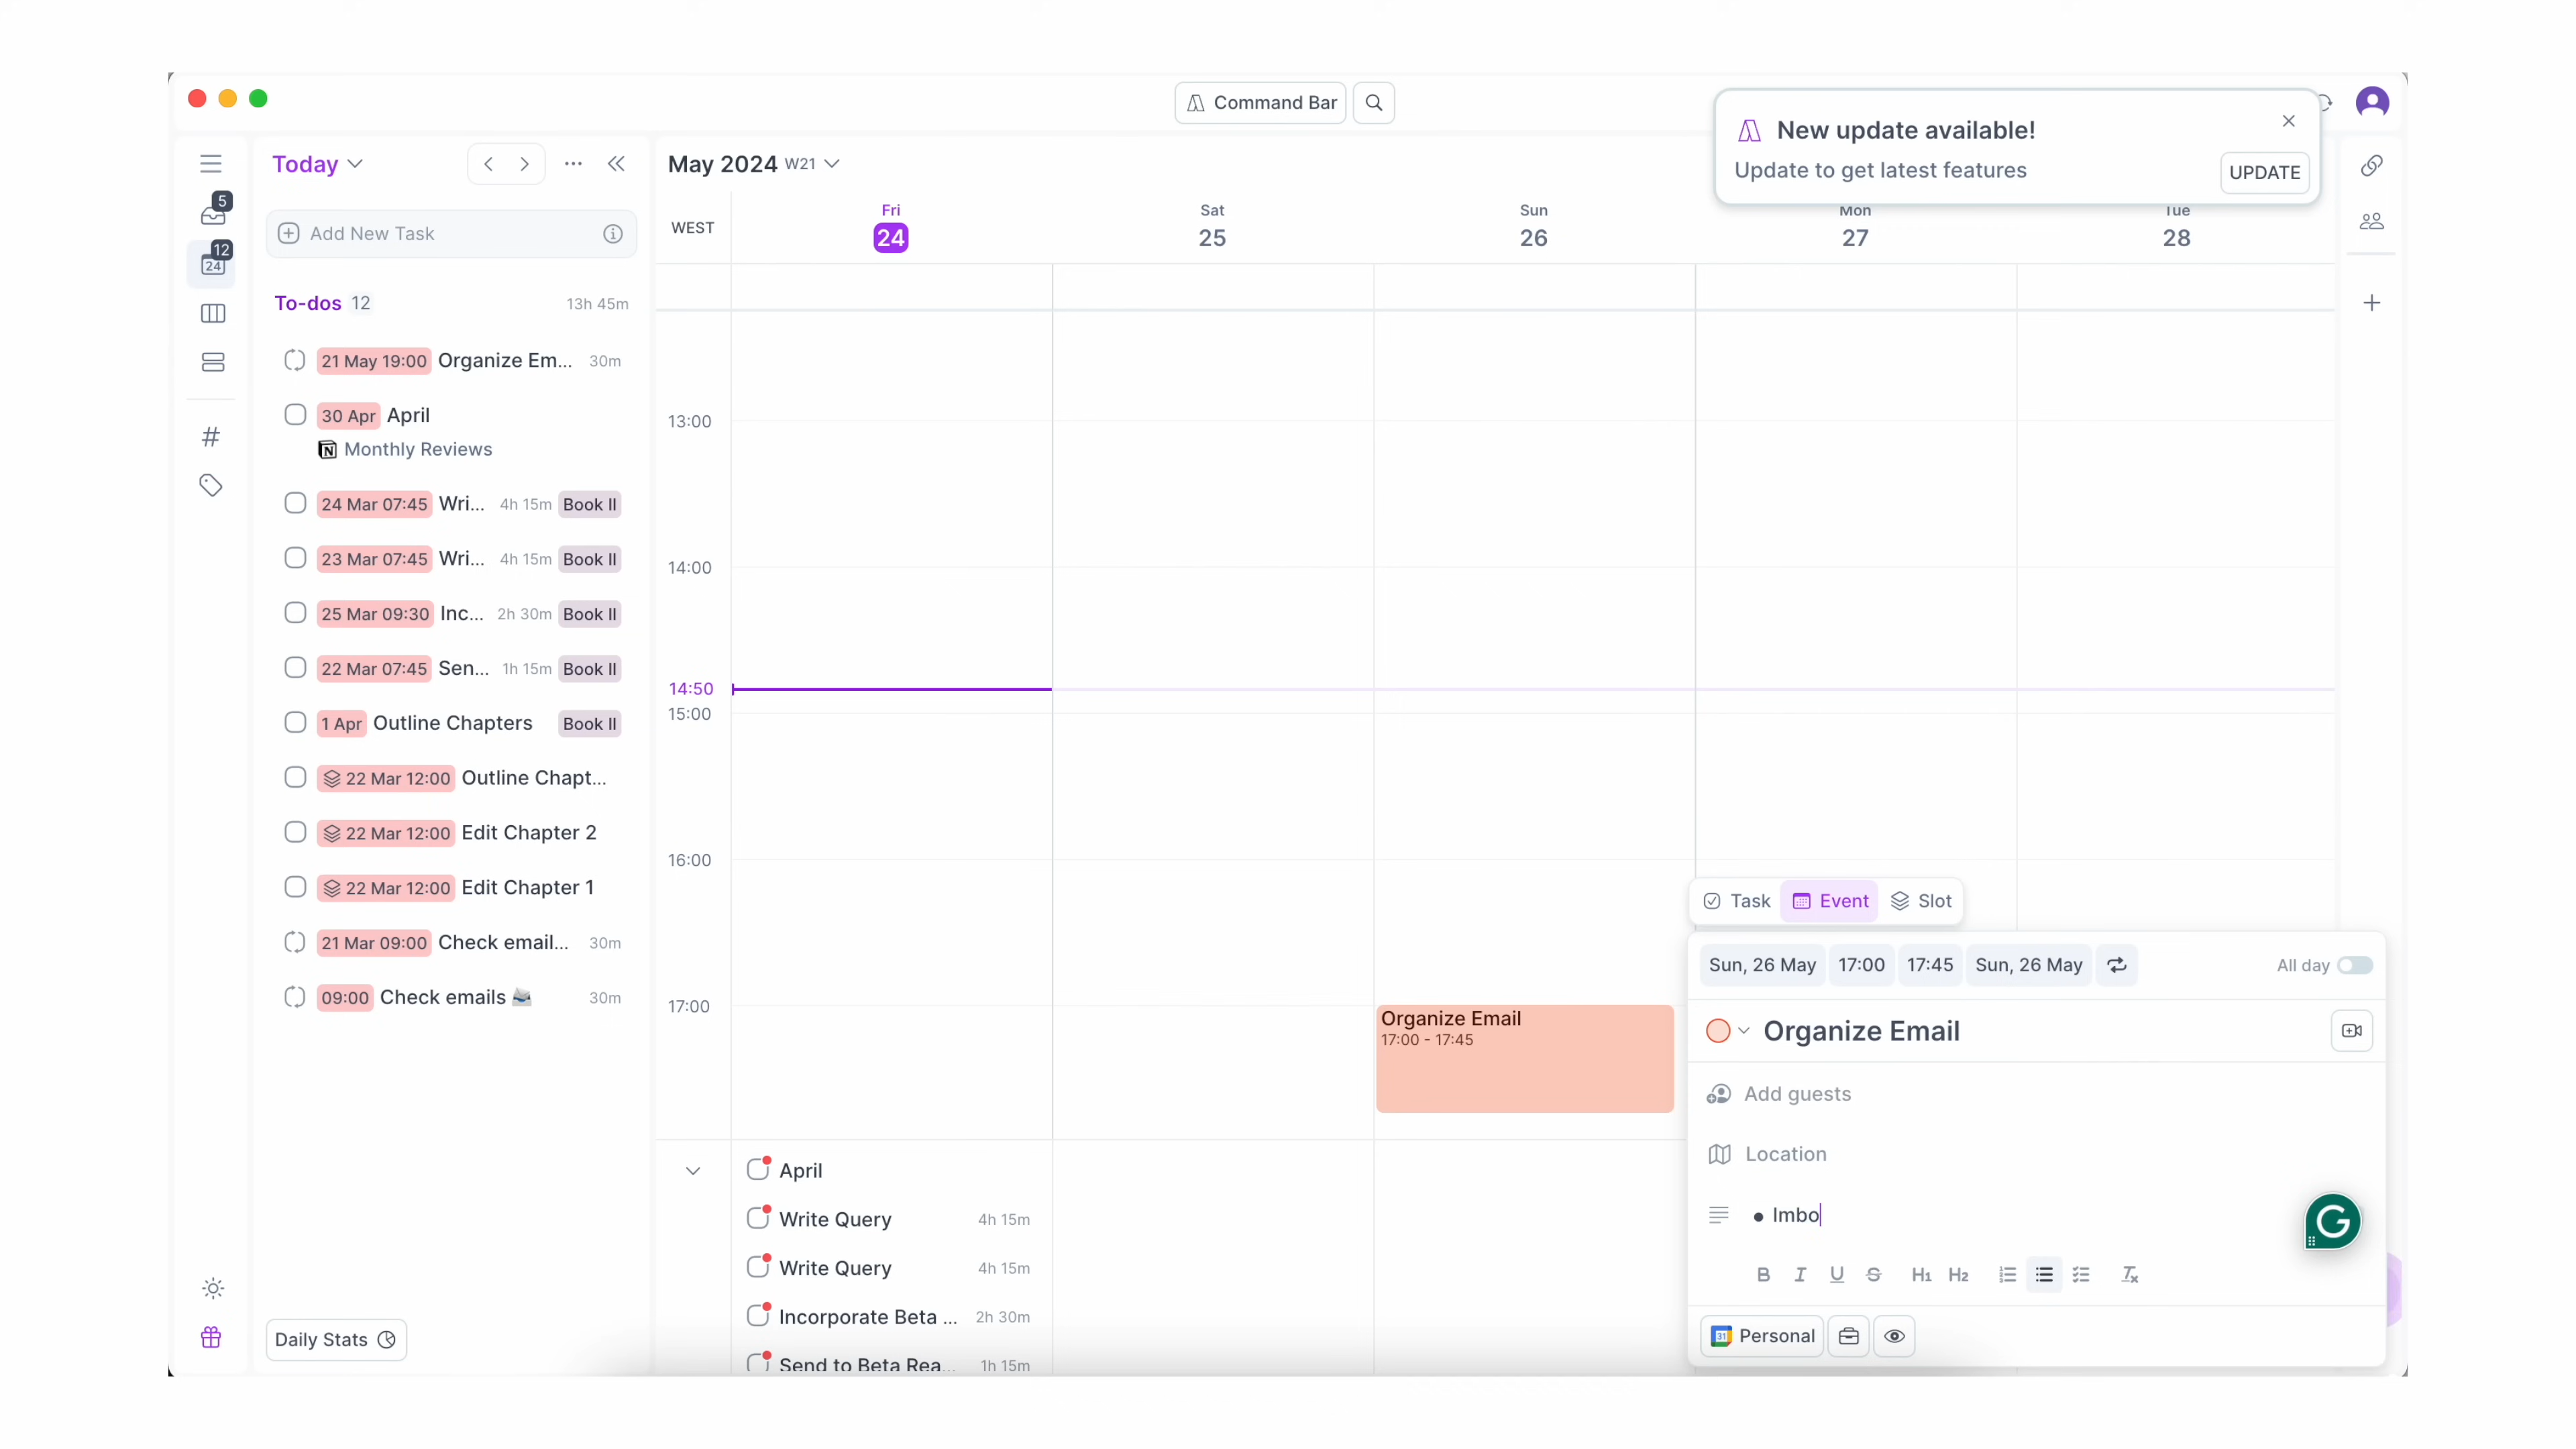 Command Bar
New update available!
Update to get latest features
UPDATE
5
12
24
Today
Add New Task
To-dos 12 13h 45m
21 May 19:00 Organize Em... 30m
30 Apr April
Monthly Reviews
24 Mar 07:45 Wri... 4h 15m Book II
23 Mar 07:45 Wri... 4h 15m Book II
25 Mar 09:30 Inc... 2h 30m Book II
22 Mar 07:45 Sen... 1h 15m Book II
1 Apr Outline Chapters Book II
22 Mar 12:00 Outline Chapt...
22 Mar 12:00 Edit Chapter 2
22 Mar 12:00 Edit Chapter 1
21 Mar 09:00 Check email... 30m
09:00 Check emails 30m
Daily Stats
May 2024 W21
WEST
Fri 24
Sat 25
Sun 26
Mon 27
Tue 28
13:00
14:00
14:50
15:00
16:00
17:00
Organize Email
17:00 - 17:45
April
Write Query 4h 15m
Write Query 4h 15m
Incorporate Beta ... 2h 30m
Send to Beta Rea... 1h 15m
Task Event Slot
Sun, 26 May 17:00 17:45 Sun, 26 May All day
Organize Email
Add guests
Location
• Imbo
B I U S H1 H2
31 Personal